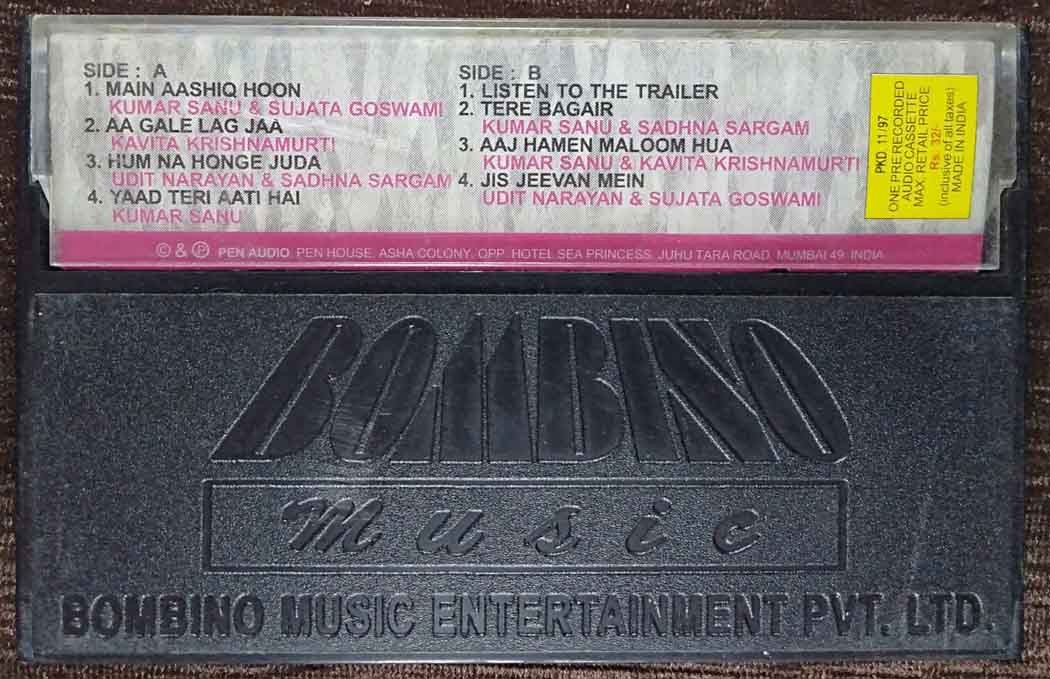 SIDE : A
1. MAIN AASHIQ HOON
KUMAR SANU & SUJATA GOSWAMI
2. AA GALE LAG JAA
KAVITA KRISHNAMURTI
3. HUM NA HONGE JUDA
UDIT NARAYAN & SADHNA SARGAM
4. YAAD TERI AATI HAI
KUMAR SANU
SIDE : B
1. LISTEN TO THE TRAILER
2. TERE BAGAIR
KUMAR SANU & SADHNA SARGAM
3. AAJ HAMEN MALOOM HUA
KUMAR SANU & KAVITA KRISHNAMURTI
4. JIS JEEVAN MEIN
UDIT NARAYAN & SUJATA GOSWAMI
PKD 11/97
ONE PRERECORDED
AUDIO CASSETTE
MAX. RETAIL PRICE
Rs. 32/-
(inclusive of all taxes)
MADE IN INDIA
© & ℗ PEN AUDIO. PEN HOUSE, ASHA COLONY, OPP. HOTEL SEA PRINCESS, JUHU TARA ROAD, MUMBAI 49. INDIA
BOMBINO
Music
BOMBINO MUSIC ENTERTAINMENT PVT. LTD.